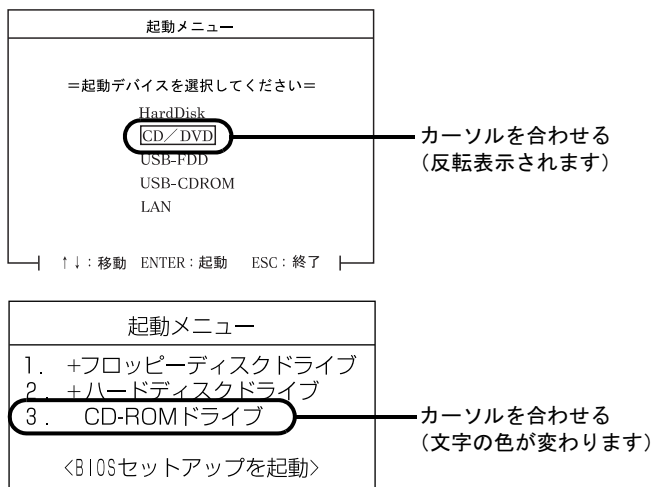 起動メニュー
=起動デバイスを選択してください=
HardDisk
CD/DVD
カーソルを合わせる
(反転表示されます)
USB-FDD
USB-CDROM
LAN
↑↓:移動 ENTER:起動 ESC:終了
起動メニュー
1. +フロッピーディスクドライブ
2. +ハードディスクドライブ
3. CD-ROMドライブ
カーソルを合わせる
(文字の色が変わります)
<BIOSセットアップを起動>